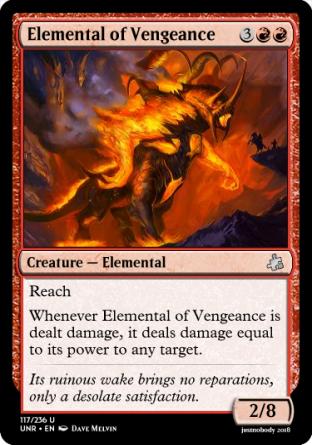 Elemental of Vengeance 3
Creature — Elemental
Reach
Whenever Elemental of Vengeance is
dealt damage, it deals damage equal
to its power to any target.
Its ruinous wake brings no reparations,
only a desolate satisfaction.
2/8
117/236 U
UNR • EN Dave Melvin
justnobody 2018